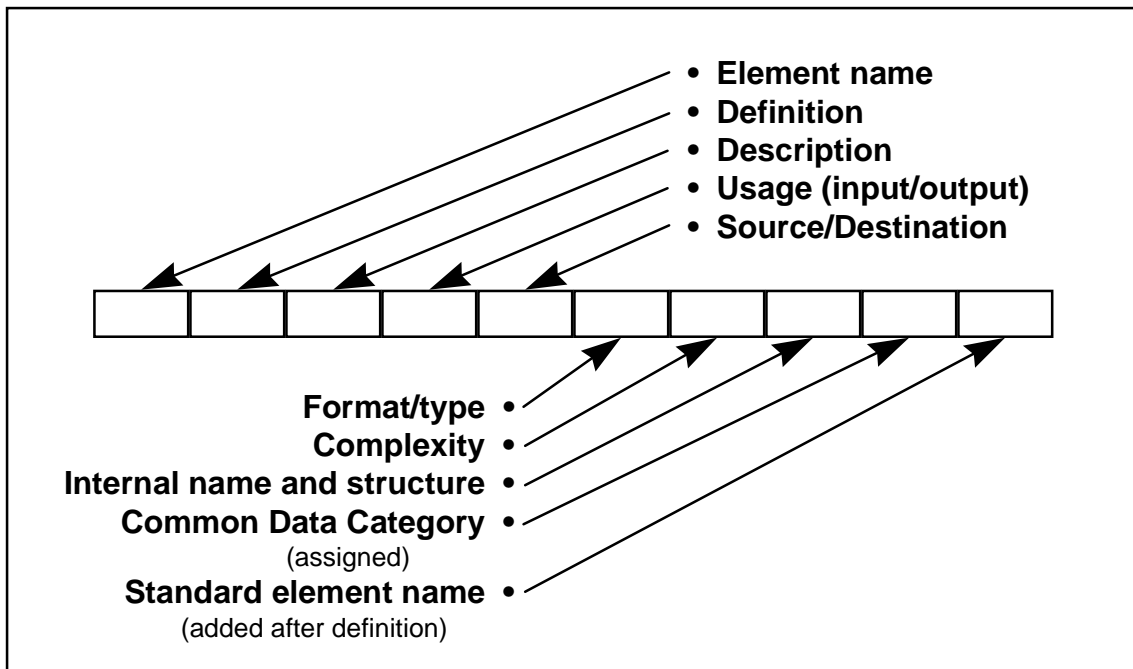 • Element name
• Definition
• Description
• Usage (input/output)
• Source/Destination
Format/type •
Complexity •
Internal name and structure •
Common Data Category •
(assigned)
Standard element name •
(added after definition)